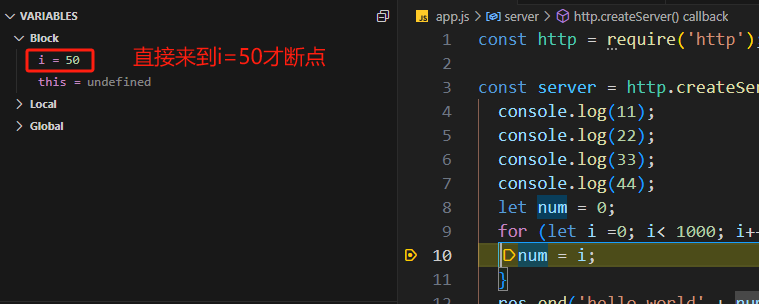 VARIABLES
Block
i = 50
this = undefined
Local
Global
直接来到i=50才断点
app.js > server > http.createServer() callback
1 const http = require('http');
2
3 const server = http.createSer
4 console.log(11);
5 console.log(22);
6 console.log(33);
7 console.log(44);
8 let num = 0;
9 for (let i =0; i< 1000; i++
10 num = i;
11 }
12 res.end('hello world' + num